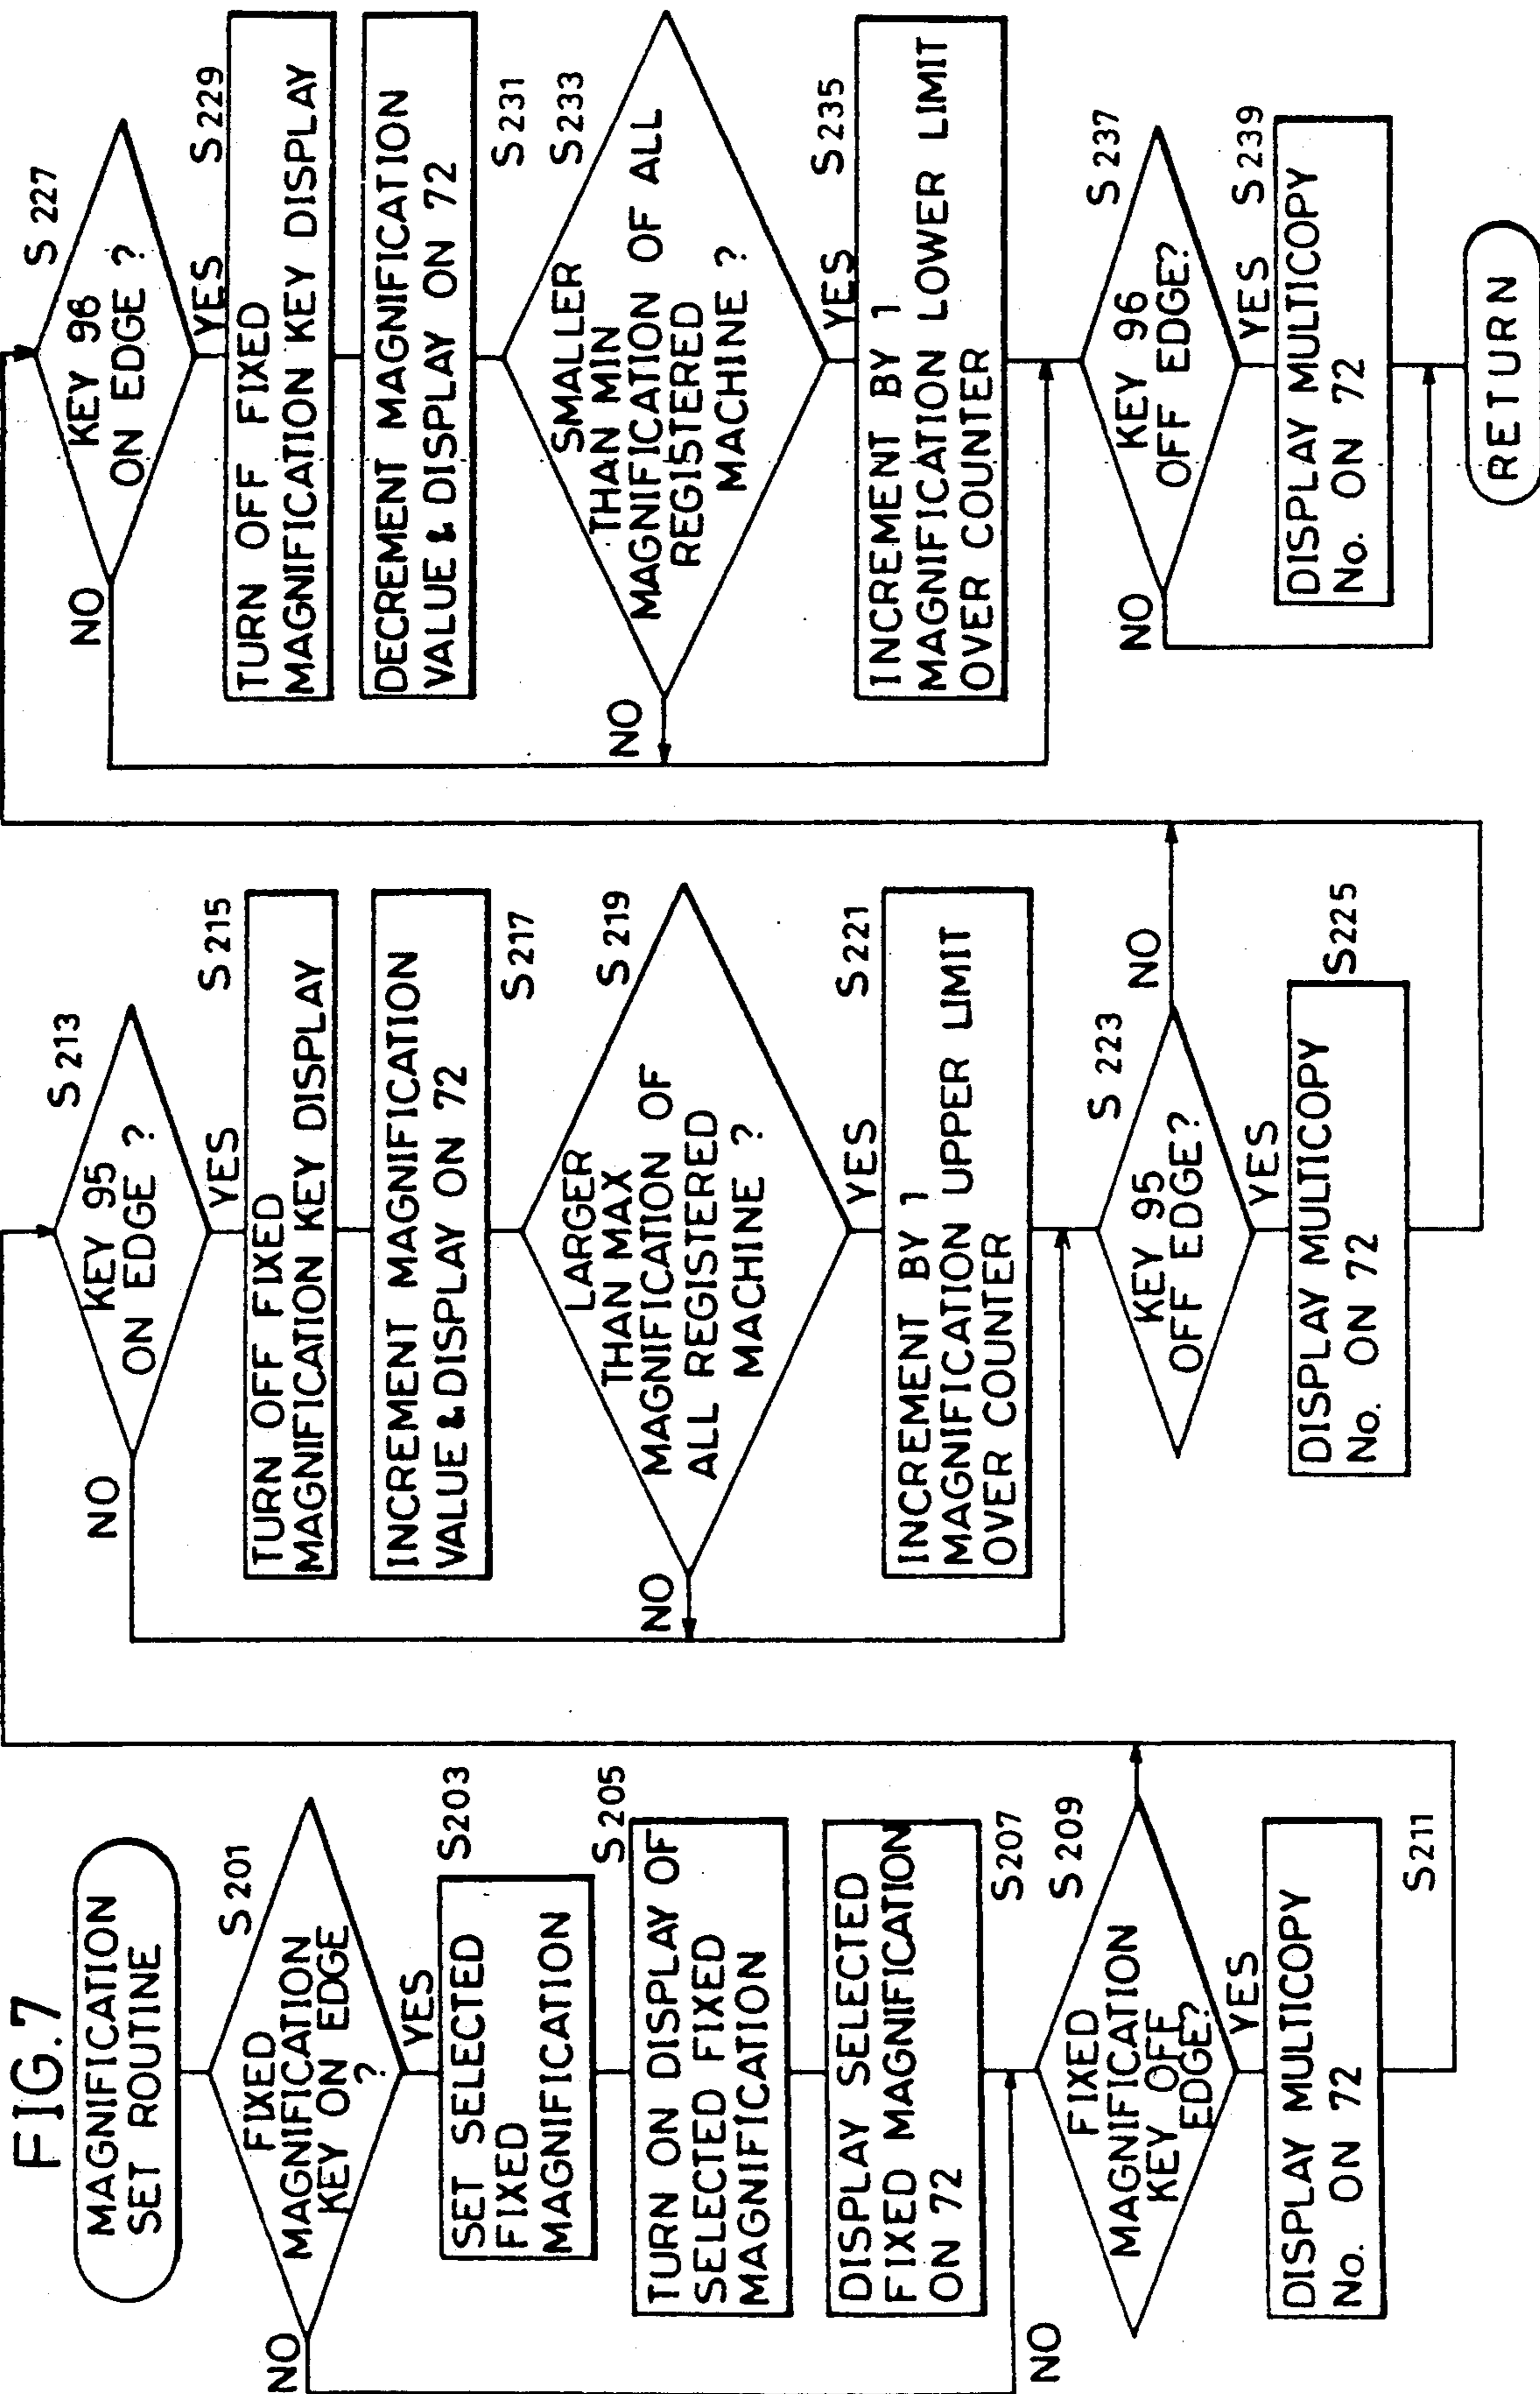 FIG.7
MAGNIFICATION
SET ROUTINE
S201
FIXED
MAGNIFICATION
KEY ON EDGE
?
NO
YES
S203
SET SELECTED
FIXED
MAGNIFICATION
S205
TURN ON DISPLAY OF
SELECTED FIXED
MAGNIFICATION
DISPLAY SELECTED
FIXED MAGNIFICATION
ON 72
S207
S209
FIXED
MAGNIFICATION
KEY OFF
EDGE?
NO
YES
DISPLAY MULTICOPY
No. ON 72
S211
S213
KEY 95
ON EDGE ?
NO
YES
S215
TURN OFF FIXED
MAGNIFICATION KEY DISPLAY
INCREMENT MAGNIFICATION
VALUE & DISPLAY ON 72
S217
S219
LARGER
THAN MAX
MAGNIFICATION OF
ALL REGISTERED
MACHINE ?
NO
YES
S221
INCREMENT BY 1
MAGNIFICATION UPPER LIMIT
OVER COUNTER
S223
KEY 95
OFF EDGE?
NO
YES
DISPLAY MULTICOPY
No. ON 72
S225
S227
KEY 96
ON EDGE ?
NO
YES
S229
TURN OFF FIXED
MAGNIFICATION KEY DISPLAY
DECREMENT MAGNIFICATION
VALUE & DISPLAY ON 72
S231
S233
SMALLER
THAN MIN
MAGNIFICATION OF ALL
REGISTERED
MACHINE ?
NO
YES
S235
INCREMENT BY 1
MAGNIFICATION LOWER LIMIT
OVER COUNTER
S237
KEY 96
OFF EDGE?
NO
YES
S239
DISPLAY MULTICOPY
No. ON 72
RETURN